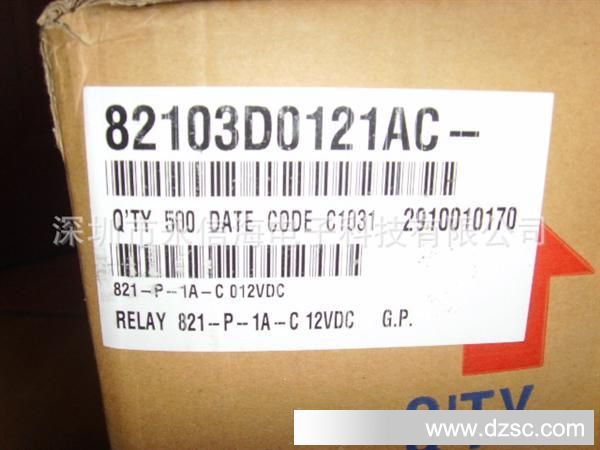 82103D0121AC--
Q'TY 500 DATE CODE C1031 2910010170
深圳市永信海电子科技有限公司
821-P-1A-C 012VDC
RELAY 821-P-1A-C 12VDC G.P.
Q'TY
www.dzsc.com